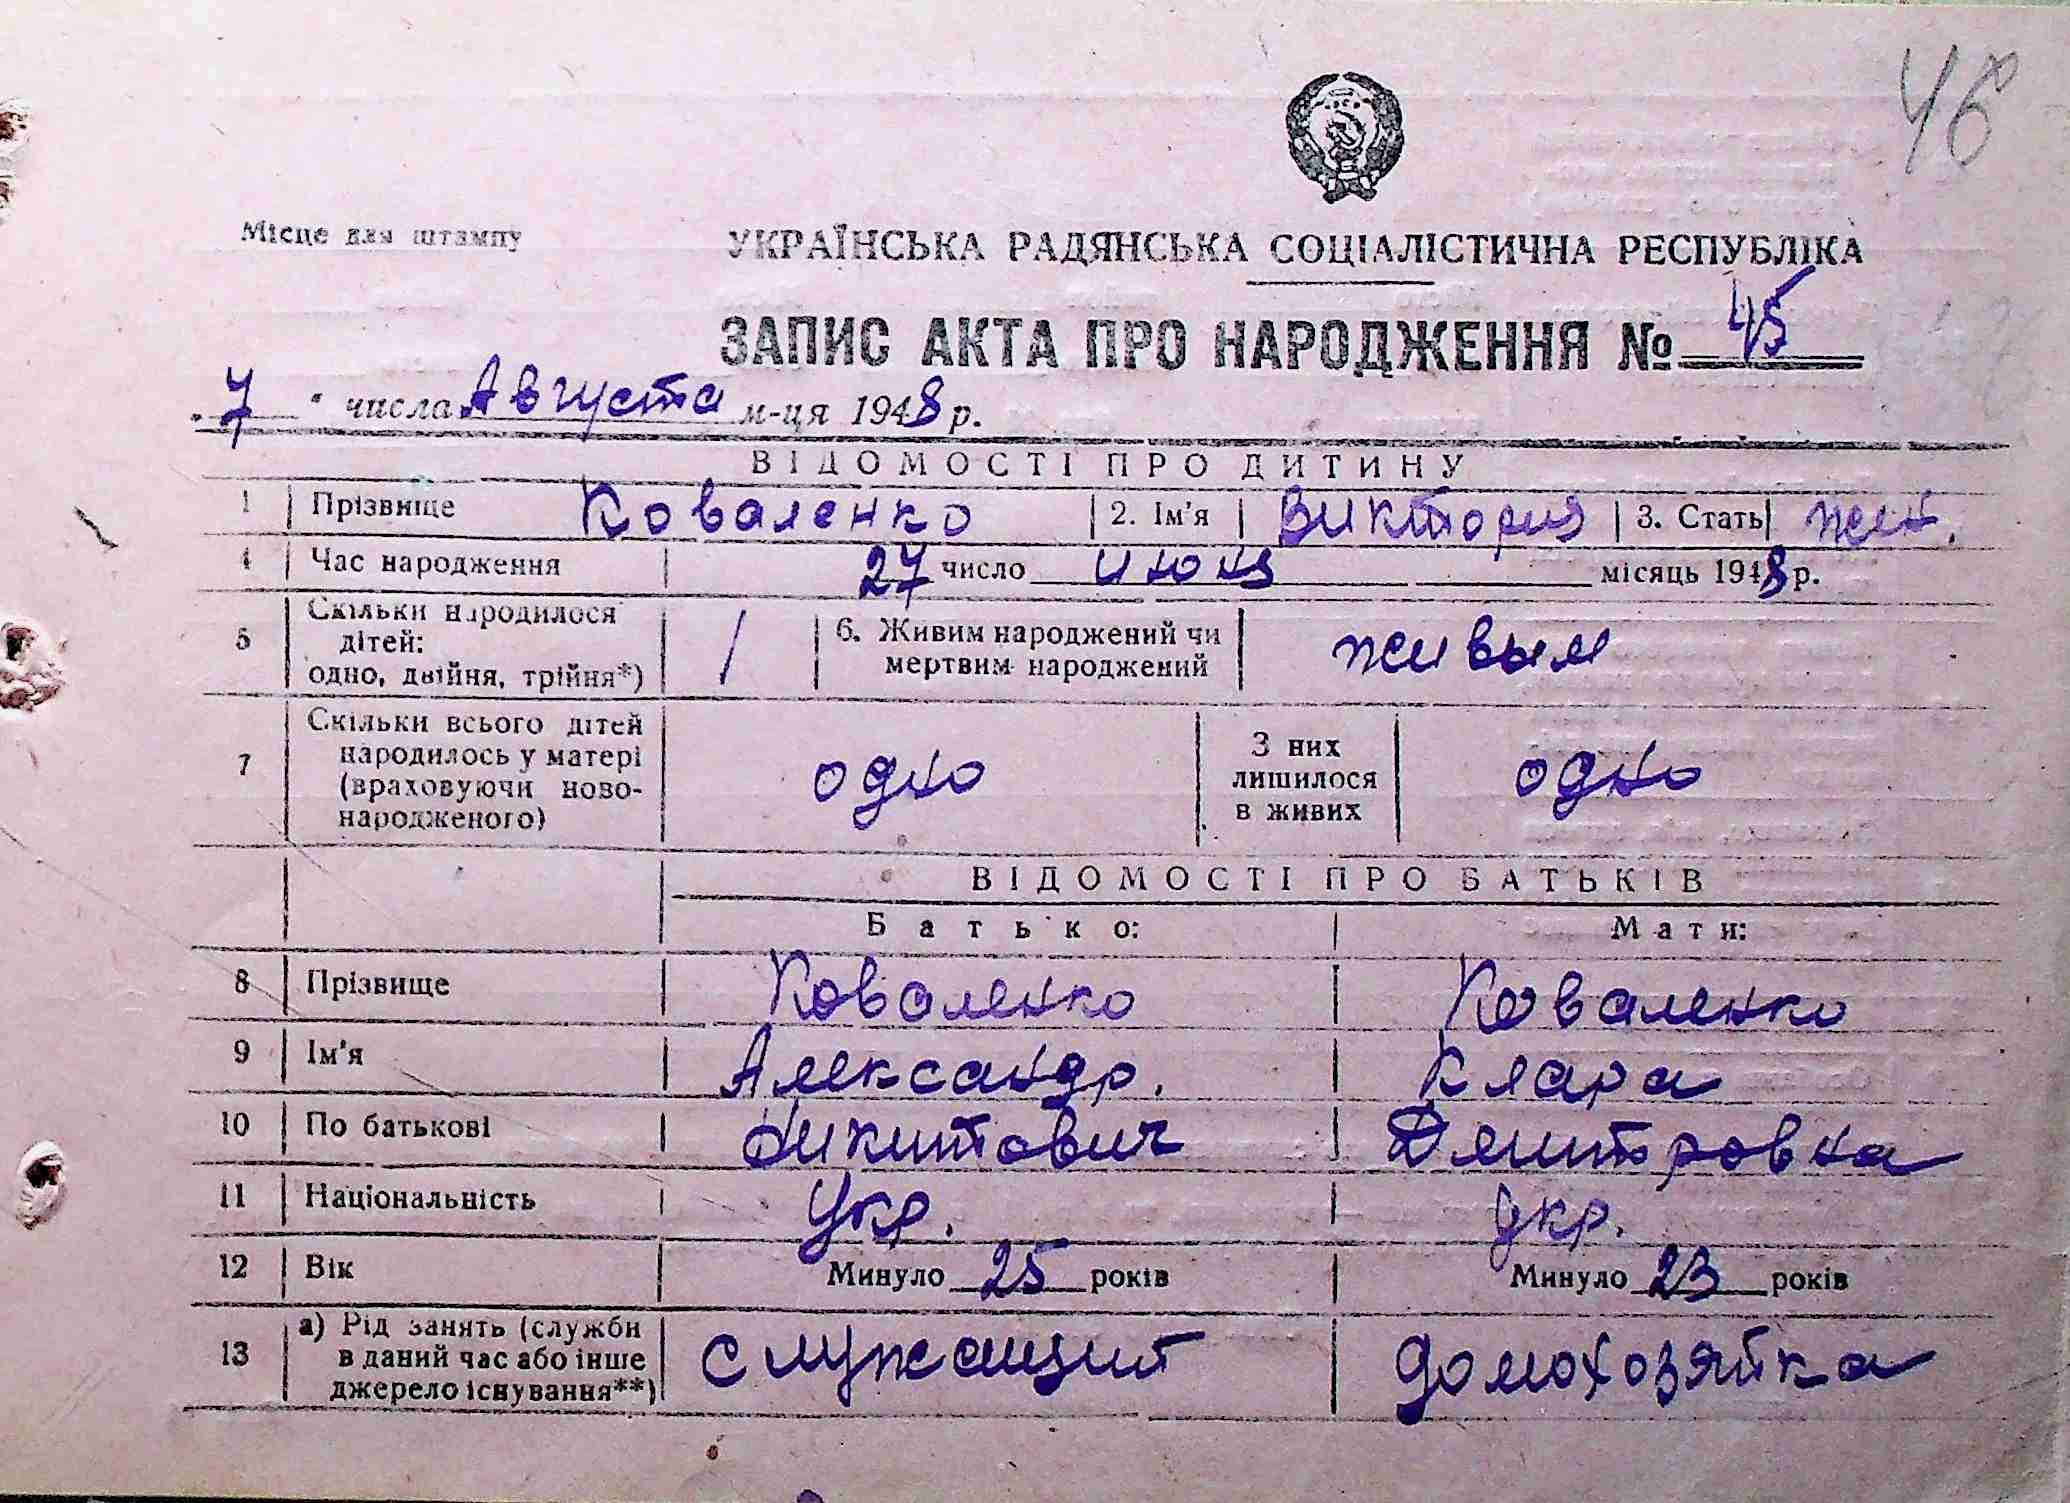 46
Місце для штампу
УКРАЇНСЬКА РАДЯНСЬКА СОЦІАЛІСТИЧНА РЕСПУБЛІКА
ЗАПИС АКТА ПРО НАРОДЖЕННЯ № 45
„7“ числа Августа м-ця 1948 р.
ВІДОМОСТІ ПРО ДИТИНУ
1 Прізвище Коваленко 2. Ім'я Виктория 3. Стать жен.
4 Час народження 27 число июня місяць 1948 р.
5 Скільки народилося дітей: одно, двійня, трійня*) 1 6. Живим народжений чи мертвим народжений живым
7 Скільки всього дітей народилось у матері (враховуючи ново-народженого) одно З них лишилося в живих одно
ВІДОМОСТІ ПРО БАТЬКІВ
Батько: Мати:
8 Прізвище Коваленко Коваленко
9 Ім'я Александр. Клара
10 По батькові Никитович Дмитровна
11 Національність Укр. укр.
12 Вік Минуло 25 років Минуло 23 років
13 а) Рід занять (служби в даний час або інше джерело існування**) служащий домохозяйка